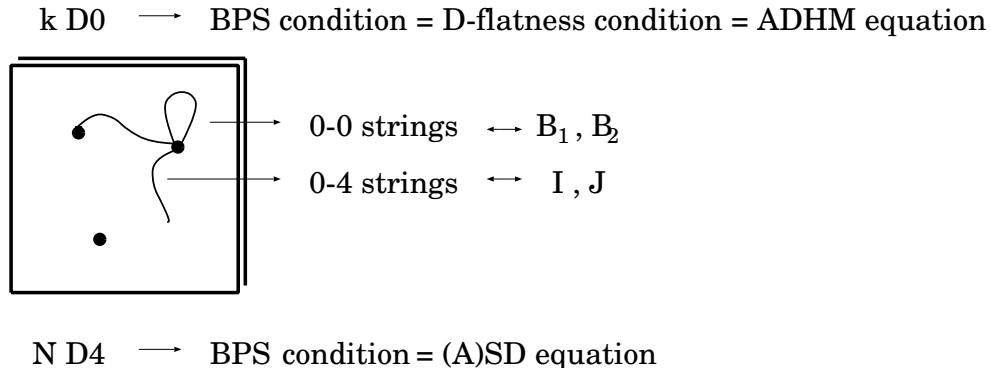 k D0 → BPS condition = D-flatness condition = ADHM equation
0-0 strings ↔ B₁ , B₂
0-4 strings ↔ I , J
N D4 → BPS condition = (A)SD equation